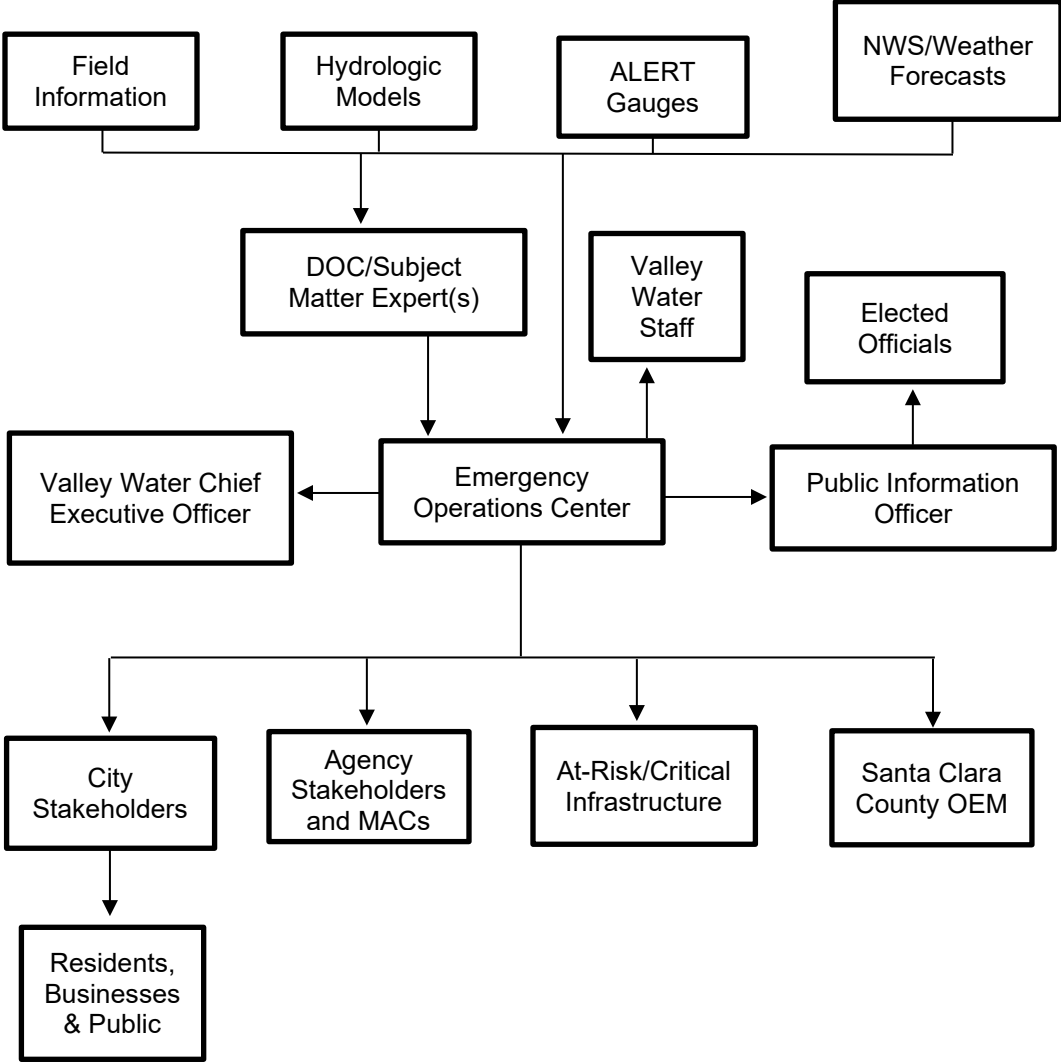 Field
Information
Hydrologic
Models
ALERT
Gauges
NWS/Weather
Forecasts
DOC/Subject
Matter Expert(s)
Valley
Water
Staff
Elected
Officials
Valley Water Chief
Executive Officer
Emergency
Operations Center
Public Information
Officer
City
Stakeholders
Agency
Stakeholders
and MACs
At-Risk/Critical
Infrastructure
Santa Clara
County OEM
Residents,
Businesses
& Public